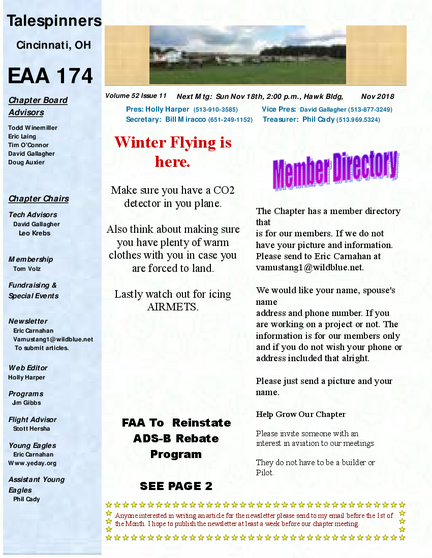 Talespinners
Cincinnati, OH
EAA 174
Chapter Board
Advisors
Todd Winemiller
Eric Laing
Tim O'Connor
David Gallagher
Doug Auxier
Chapter Chairs
Tech Advisors
David Gallagher
Leo Krebs
Membership
Tom Volz
Fundraising &
Special Events
Newsletter
Eric Carnahan
Vamustang1@wildblue.net
To submit articles.
Web Editor
Holly Harper
Programs
Jim Gibbs
Flight Advisor
Scott Hersha
Young Eagles
Eric Carnahan
Www.yeday.org
Assistant Young
Eagles
Phil Cady
Volume 52 Issue 11 Next Mtg: Sun Nov 18th, 2:00 p.m., Hawk Bldg, Nov 2018
Pres: Holly Harper (513-910-3585) Vice Pres: David Gallagher (513-877-3249)
Secretary: Bill Miracco (651-249-1152) Treasurer: Phil Cady (513.969.5324)
Winter Flying is
here.
Make sure you have a CO2
detector in you plane.
Also think about making sure
you have plenty of warm
clothes with you in case you
are forced to land.
Lastly watch out for icing
AIRMETS.
FAA To Reinstate
ADS-B Rebate
Program
SEE PAGE 2
Member Directory
The Chapter has a member directory
that
is for our members. If we do not
have your picture and information.
Please send to Eric Carnahan at
vamustang1@wildblue.net.
We would like your name, spouse's
name
address and phone number. If you
are working on a project or not. The
information is for our members only
and if you do not wish your phone or
address included that alright.
Please just send a picture and your
name.
Help Grow Our Chapter
Please invite someone with an
interest in aviation to our meetings.
They do not have to be a builder or
Pilot.
Anyone interested in writing an article for the newsletter please send to my email before the 1st of
the Month. I hope to publish the newsletter at least a week before our chapter meeting